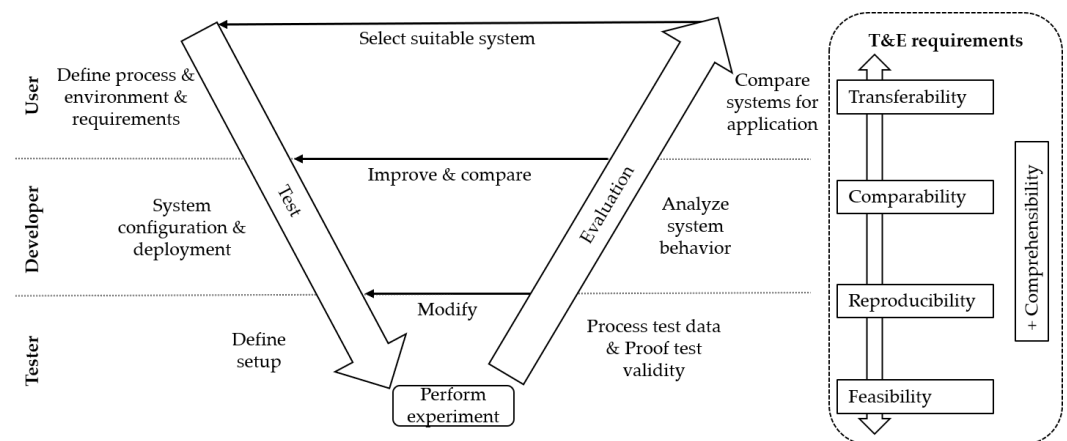 Select suitable system
User
Define process &
environment &
requirements
Compare
systems for
application
Improve & compare
Test
Evaluation
Developer
System
configuration &
deployment
Analyze
system
behavior
Modify
Tester
Define
setup
Process test data
& Proof test
validity
Perform
experiment
T&E requirements
Transferability
Comparability
Reproducibility
Feasibility
+ Comprehensibility